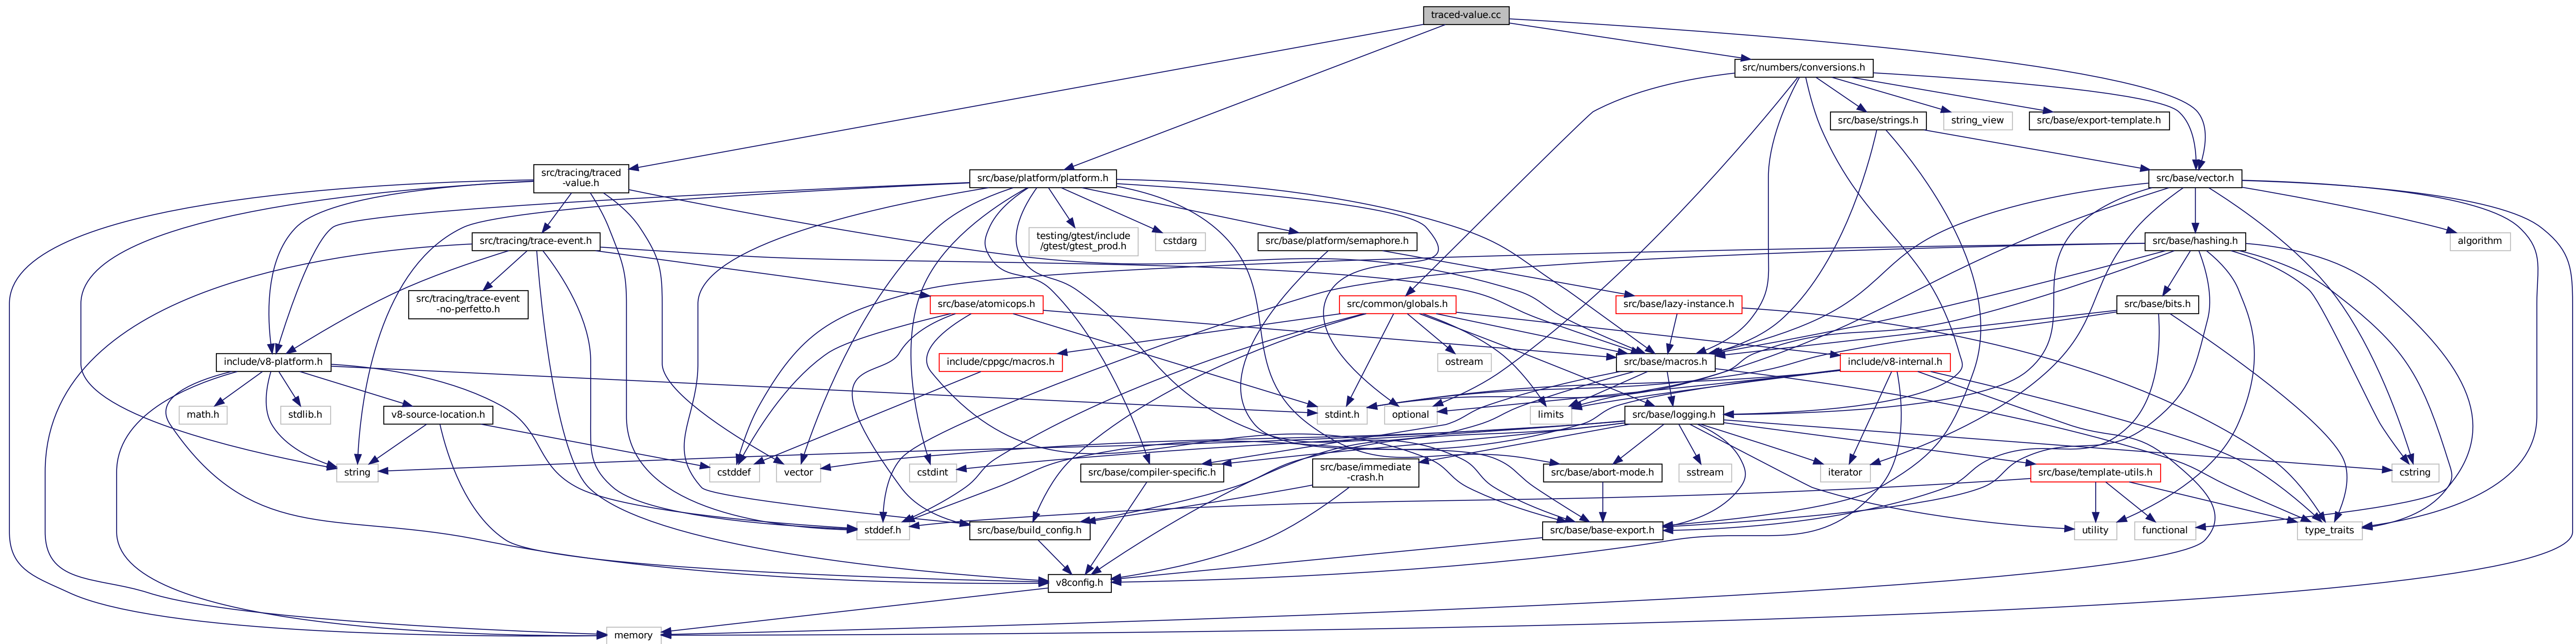 traced-value.cc
src/numbers/conversions.h
src/base/strings.h
string_view
src/base/export-template.h
src/tracing/traced
-value.h
src/base/platform/platform.h
src/base/vector.h
src/tracing/trace-event.h
testing/gtest/include
/gtest/gtest_prod.h
cstdarg
src/base/platform/semaphore.h
src/base/hashing.h
algorithm
src/tracing/trace-event
-no-perfetto.h
src/base/atomicops.h
src/common/globals.h
src/base/lazy-instance.h
src/base/bits.h
include/v8-platform.h
include/cppgc/macros.h
ostream
src/base/macros.h
include/v8-internal.h
math.h
stdlib.h
v8-source-location.h
stdint.h
optional
limits
src/base/logging.h
string
cstddef
vector
cstdint
src/base/compiler-specific.h
src/base/immediate
-crash.h
src/base/abort-mode.h
sstream
iterator
src/base/template-utils.h
cstring
stddef.h
src/base/build_config.h
src/base/base-export.h
utility
functional
type_traits
v8config.h
memory